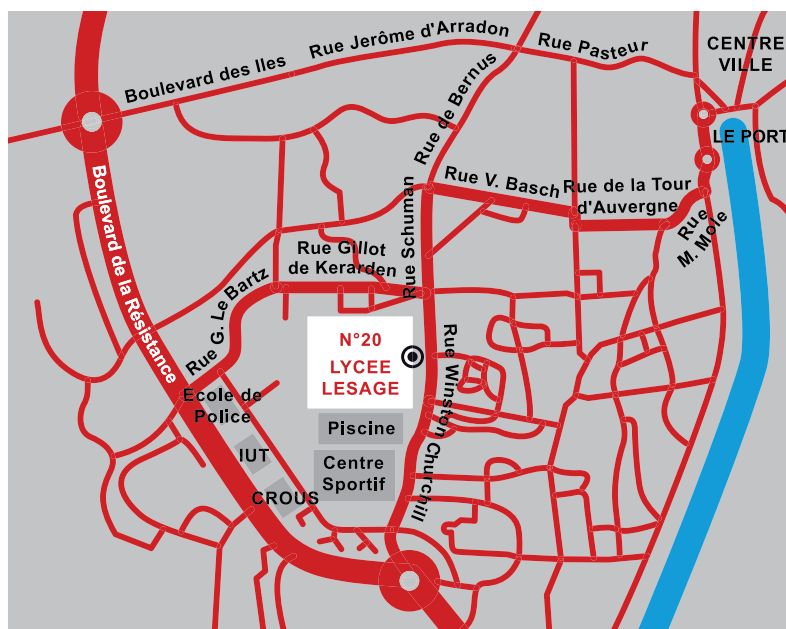 Rue Jerôme d'Arradon
Rue Pasteur
CENTRE
VILLE
Boulevard des Iles
Rue de Bernus
LE PORT
Boulevard de la Résistance
Rue V. Basch
Rue de la Tour
d'Auvergne
Rue
M. Mole
Rue Schuman
Rue Gillot
de Kerarden
Rue G. Le Bartz
N°20
LYCEE
LESAGE
Rue Winston Churchill
Ecole de
Police
Piscine
IUT
Centre
Sportif
CROUS